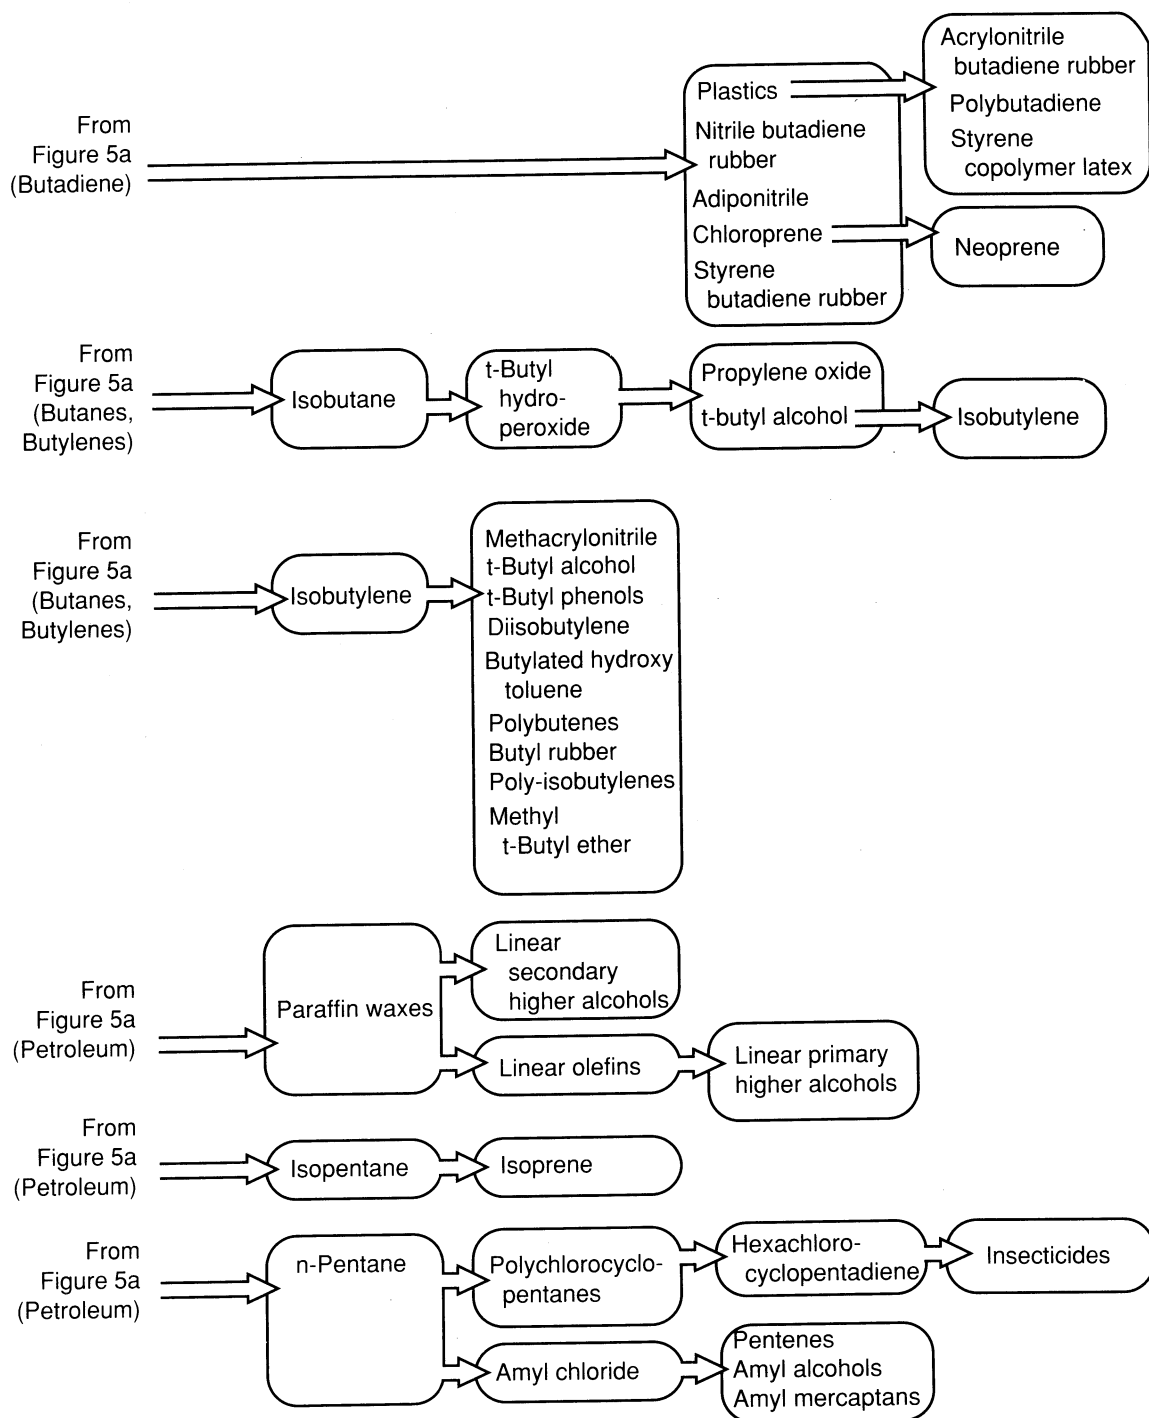 From
Figure 5a
(Butadiene)
Plastics
Nitrile butadiene
rubber
Adiponitrile
Chloroprene
Styrene
butadiene rubber
Acrylonitrile
butadiene rubber
Polybutadiene
Styrene
copolymer latex
Neoprene
From
Figure 5a
(Butanes,
Butylenes)
Isobutane
t-Butyl
hydro-
peroxide
Propylene oxide
t-butyl alcohol
Isobutylene
From
Figure 5a
(Butanes,
Butylenes)
Isobutylene
Methacrylonitrile
t-Butyl alcohol
t-Butyl phenols
Diisobutylene
Butylated hydroxy
toluene
Polybutenes
Butyl rubber
Poly-isobutylenes
Methyl
t-Butyl ether
From
Figure 5a
(Petroleum)
Paraffin waxes
Linear
secondary
higher alcohols
Linear olefins
Linear primary
higher alcohols
From
Figure 5a
(Petroleum)
Isopentane
Isoprene
From
Figure 5a
(Petroleum)
n-Pentane
Polychlorocyclo-
pentanes
Hexachloro-
cyclopentadiene
Insecticides
Amyl chloride
Pentenes
Amyl alcohols
Amyl mercaptans